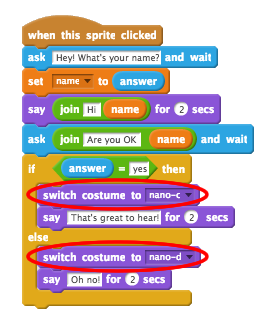 when this sprite clicked
ask Hey! What's your name? and wait
set name to answer
say join Hi name for 2 secs
ask join Are you OK name and wait
if answer = yes then
switch costume to nano-c
say That's great to hear! for 2 secs
else
switch costume to nano-d
say Oh no! for 2 secs